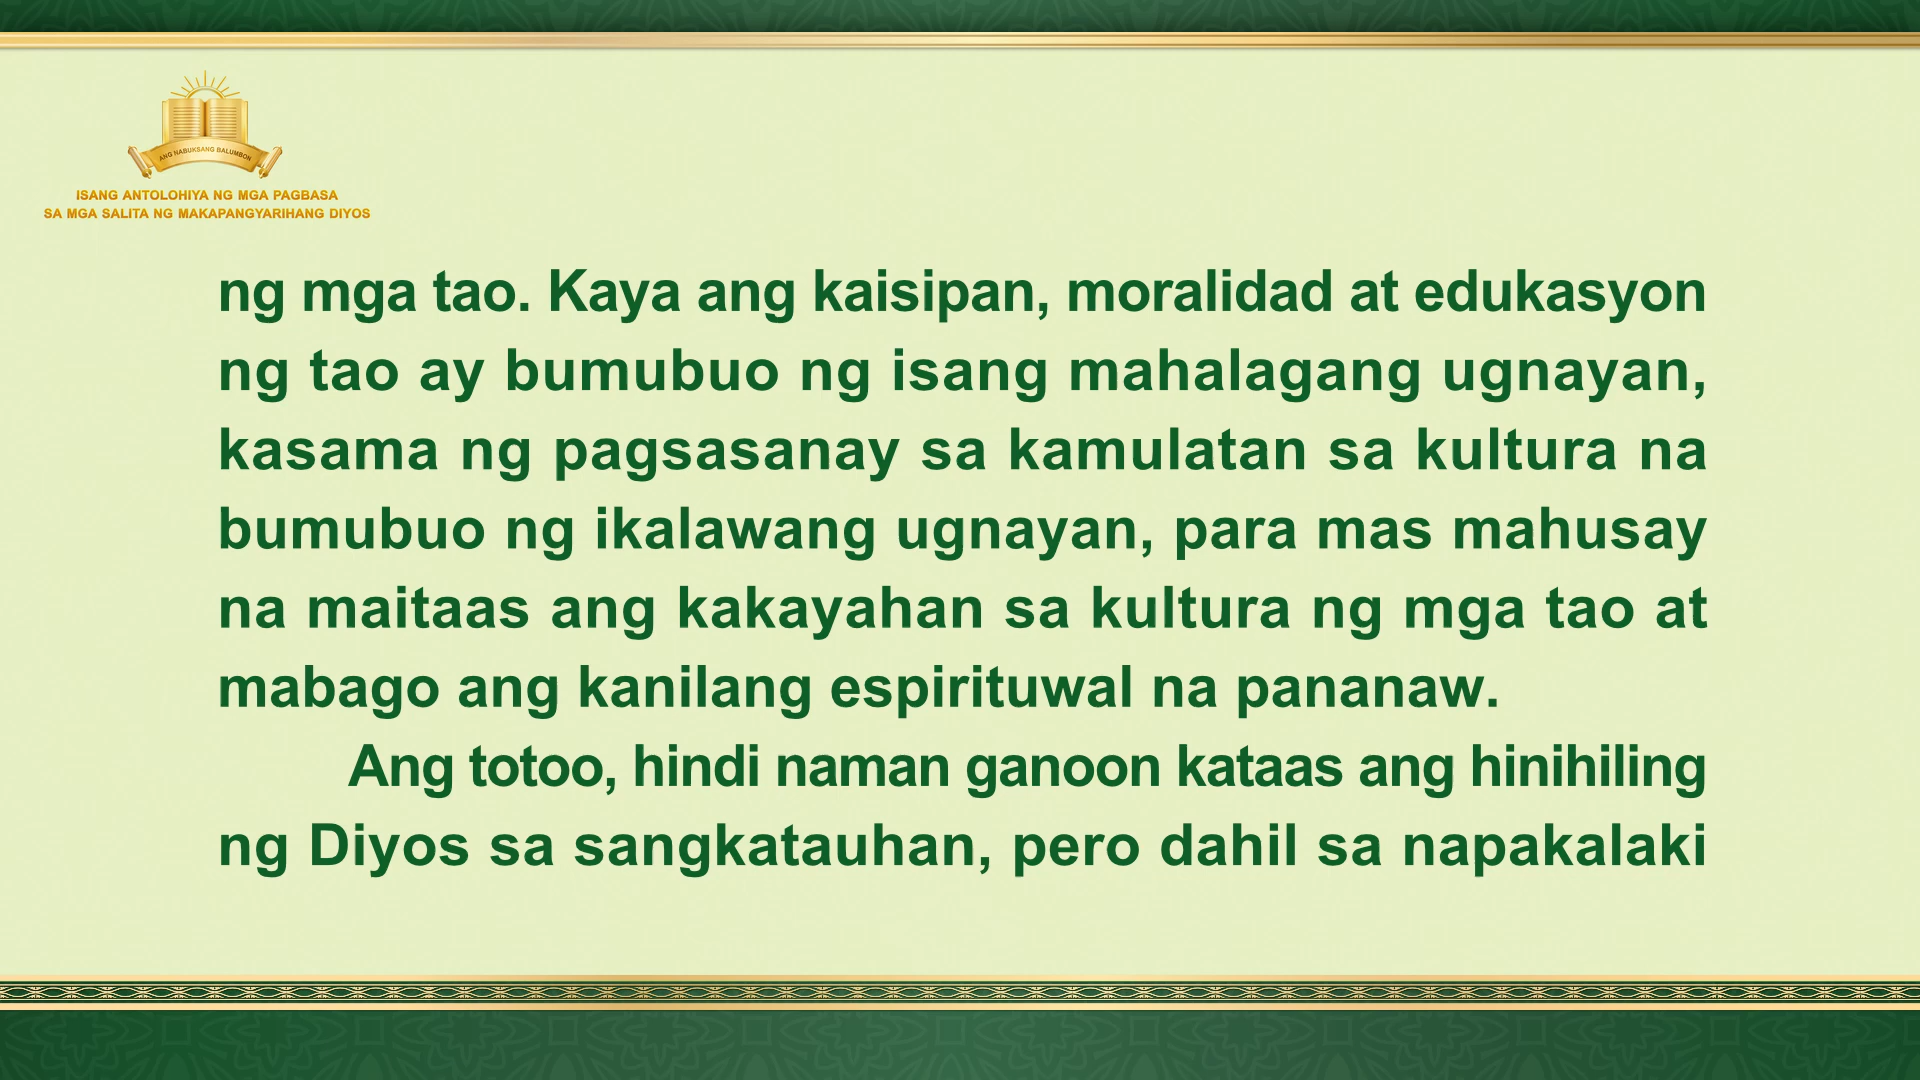 ANG NABUKSANG BALUMBON
ISANG ANTOLOHIYA NG MGA PAGBASA
SA MGA SALITA NG MAKAPANGYARIHANG DIYOS
ng mga tao. Kaya ang kaisipan, moralidad at edukasyon
ng tao ay bumubuo ng isang mahalagang ugnayan,
kasama ng pagsasanay sa kamulatan sa kultura na
bumubuo ng ikalawang ugnayan, para mas mahusay
na maitaas ang kakayahan sa kultura ng mga tao at
mabago ang kanilang espirituwal na pananaw.
Ang totoo, hindi naman ganoon kataas ang hinihiling
ng Diyos sa sangkatauhan, pero dahil sa napakalaki